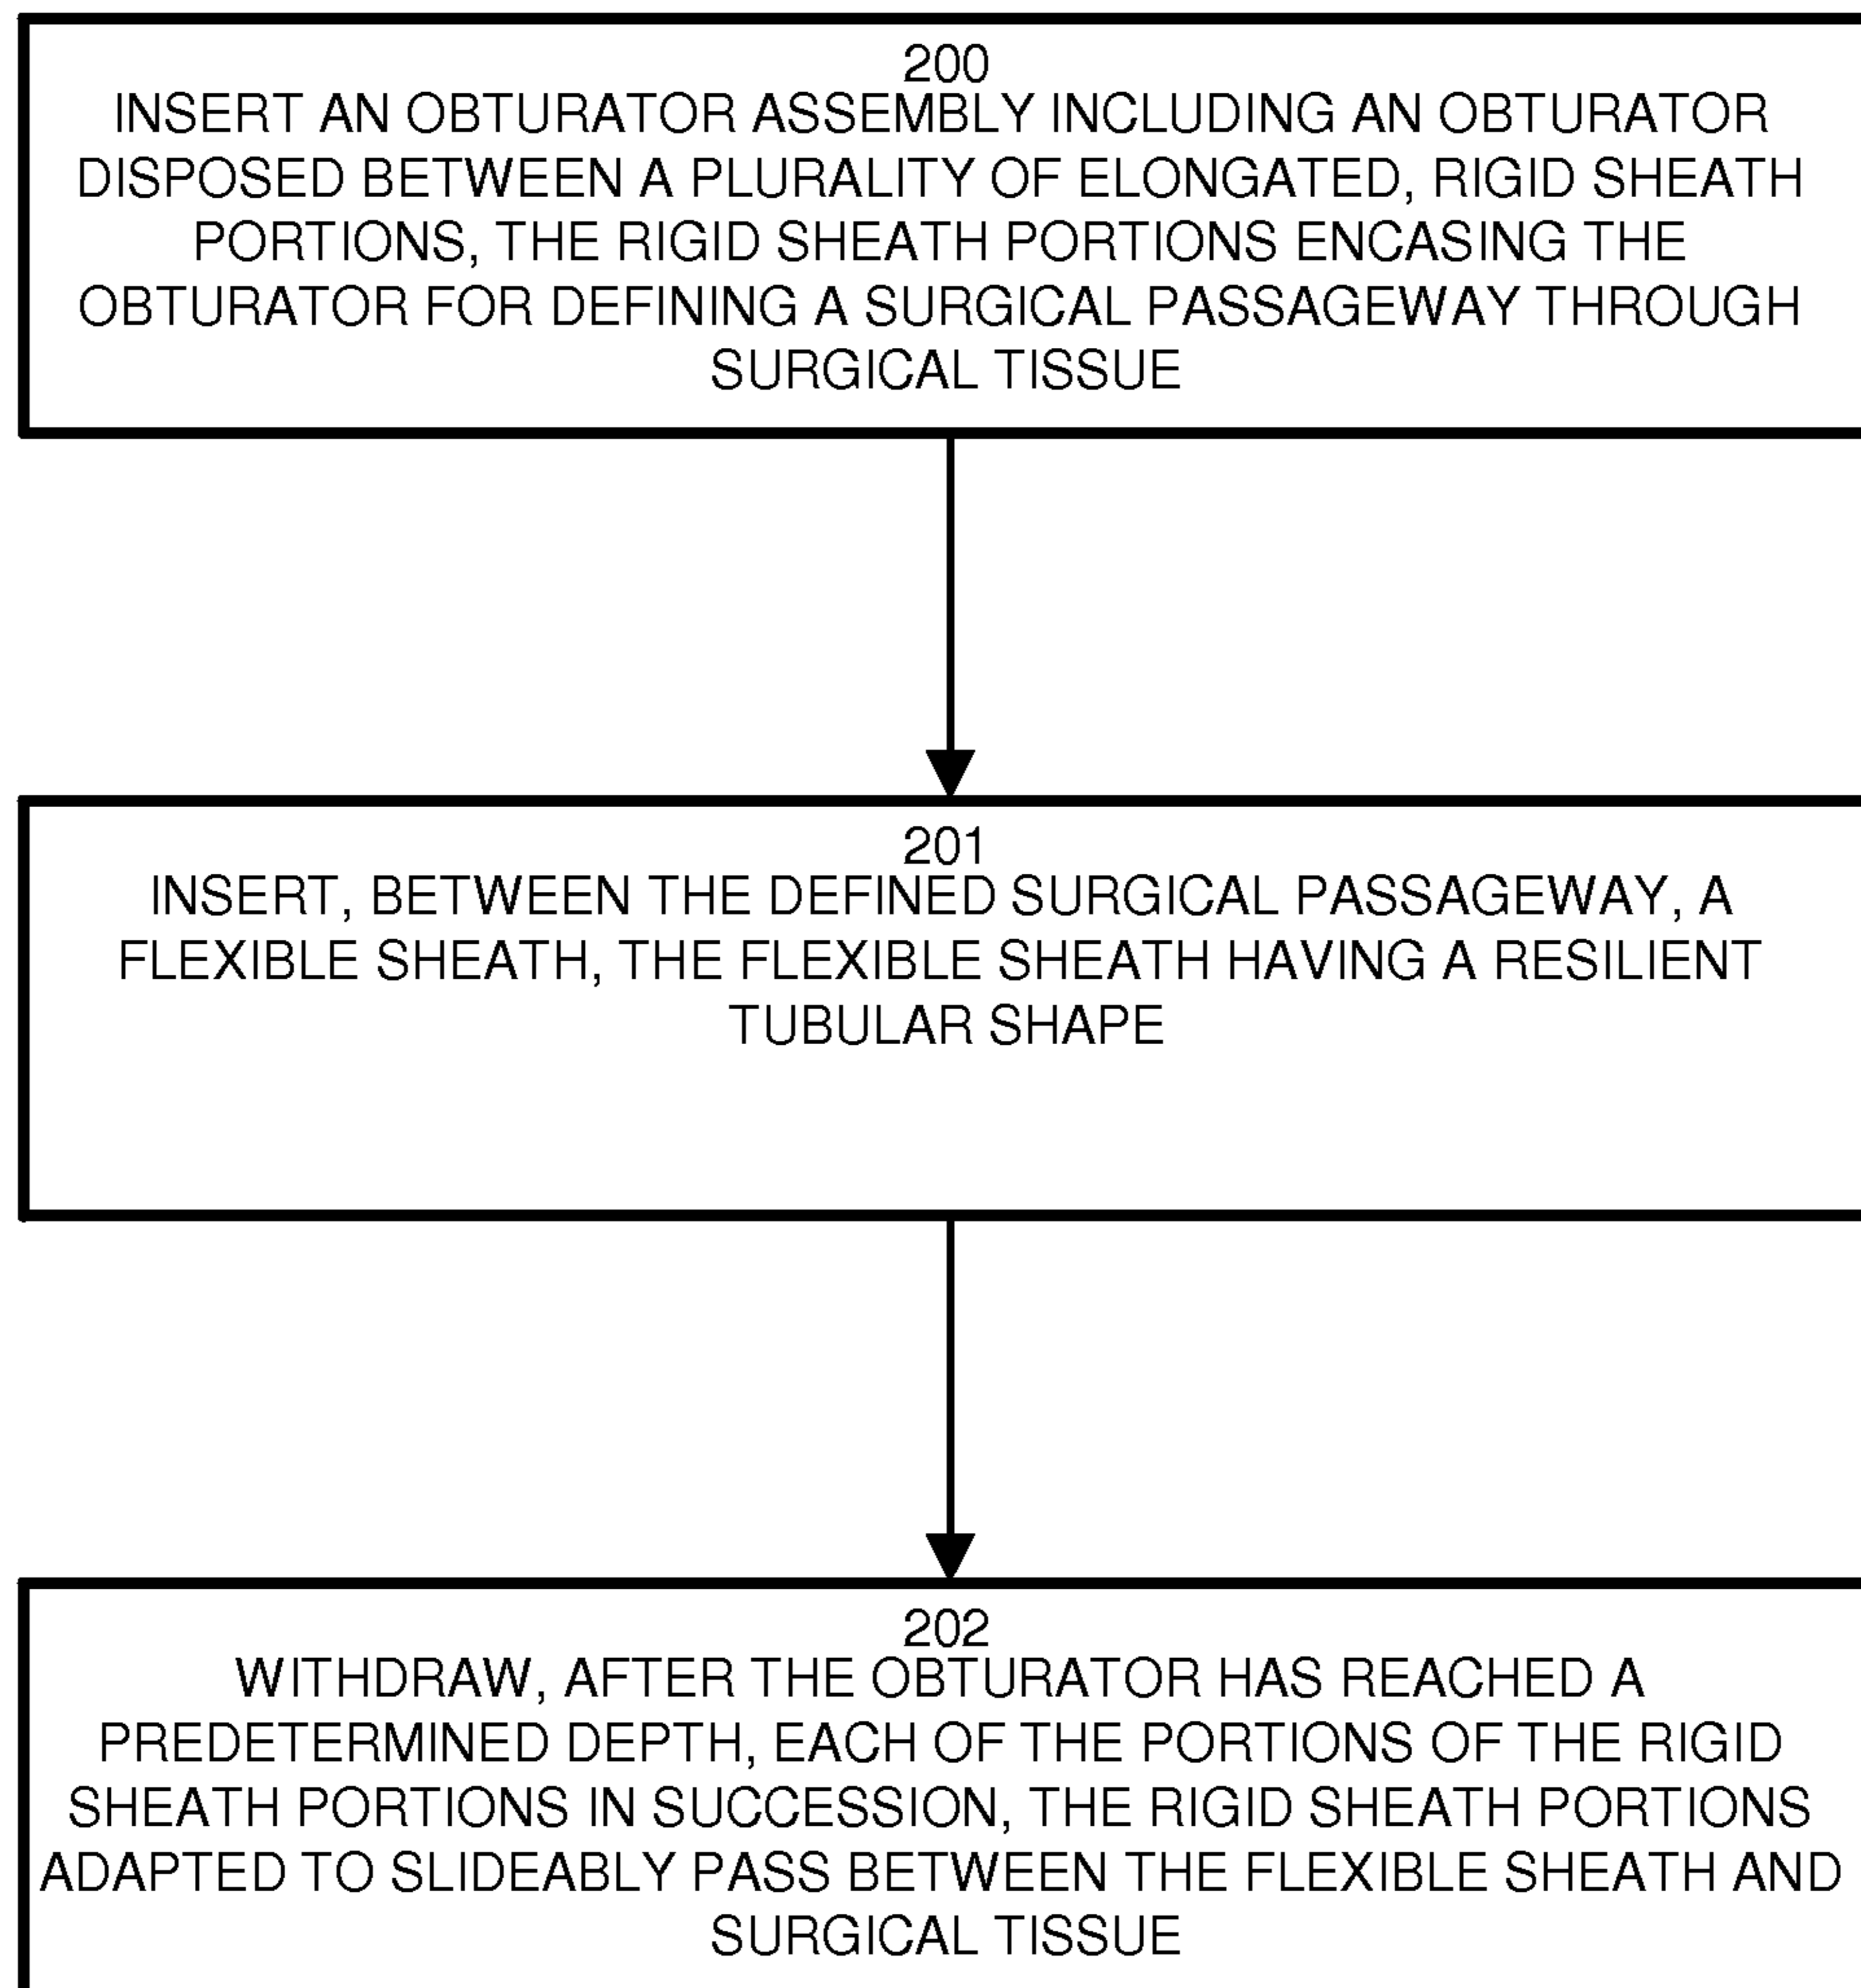 200
INSERT AN OBTURATOR ASSEMBLY INCLUDING AN OBTURATOR
DISPOSED BETWEEN A PLURALITY OF ELONGATED, RIGID SHEATH
PORTIONS, THE RIGID SHEATH PORTIONS ENCASING THE
OBTURATOR FOR DEFINING A SURGICAL PASSAGEWAY THROUGH
SURGICAL TISSUE
201
INSERT, BETWEEN THE DEFINED SURGICAL PASSAGEWAY, A
FLEXIBLE SHEATH, THE FLEXIBLE SHEATH HAVING A RESILIENT
TUBULAR SHAPE
202
WITHDRAW, AFTER THE OBTURATOR HAS REACHED A
PREDETERMINED DEPTH, EACH OF THE PORTIONS OF THE RIGID
SHEATH PORTIONS IN SUCCESSION, THE RIGID SHEATH PORTIONS
ADAPTED TO SLIDEABLY PASS BETWEEN THE FLEXIBLE SHEATH AND
SURGICAL TISSUE